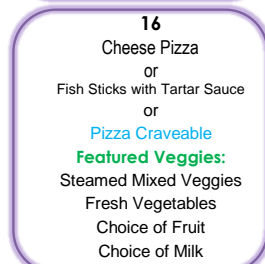 16
Cheese Pizza
or
Fish Sticks with Tartar Sauce
or
Pizza Craveable
Featured Veggies:
Steamed Mixed Veggies
Fresh Vegetables
Choice of Fruit
Choice of Milk